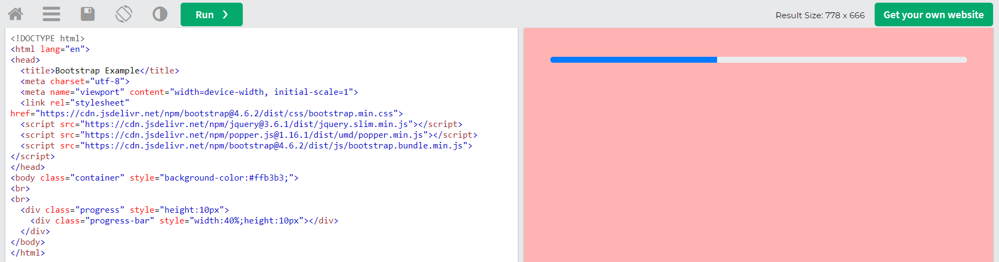 Run ❯
Result Size: 778 x 666
Get your own website
<!DOCTYPE html>
<html lang="en">
<head>
  <title>Bootstrap Example</title>
  <meta charset="utf-8">
  <meta name="viewport" content="width=device-width, initial-scale=1">
  <link rel="stylesheet"
href="https://cdn.jsdelivr.net/npm/bootstrap@4.6.2/dist/css/bootstrap.min.css">
  <script src="https://cdn.jsdelivr.net/npm/jquery@3.6.1/dist/jquery.slim.min.js"></script>
  <script src="https://cdn.jsdelivr.net/npm/popper.js@1.16.1/dist/umd/popper.min.js"></script>
  <script src="https://cdn.jsdelivr.net/npm/bootstrap@4.6.2/dist/js/bootstrap.bundle.min.js">
</script>
</head>
<body class="container" style="background-color:#ffb3b3;">
<br>
<br>
  <div class="progress" style="height:10px">
    <div class="progress-bar" style="width:40%;height:10px"></div>
  </div>
</body>
</html>